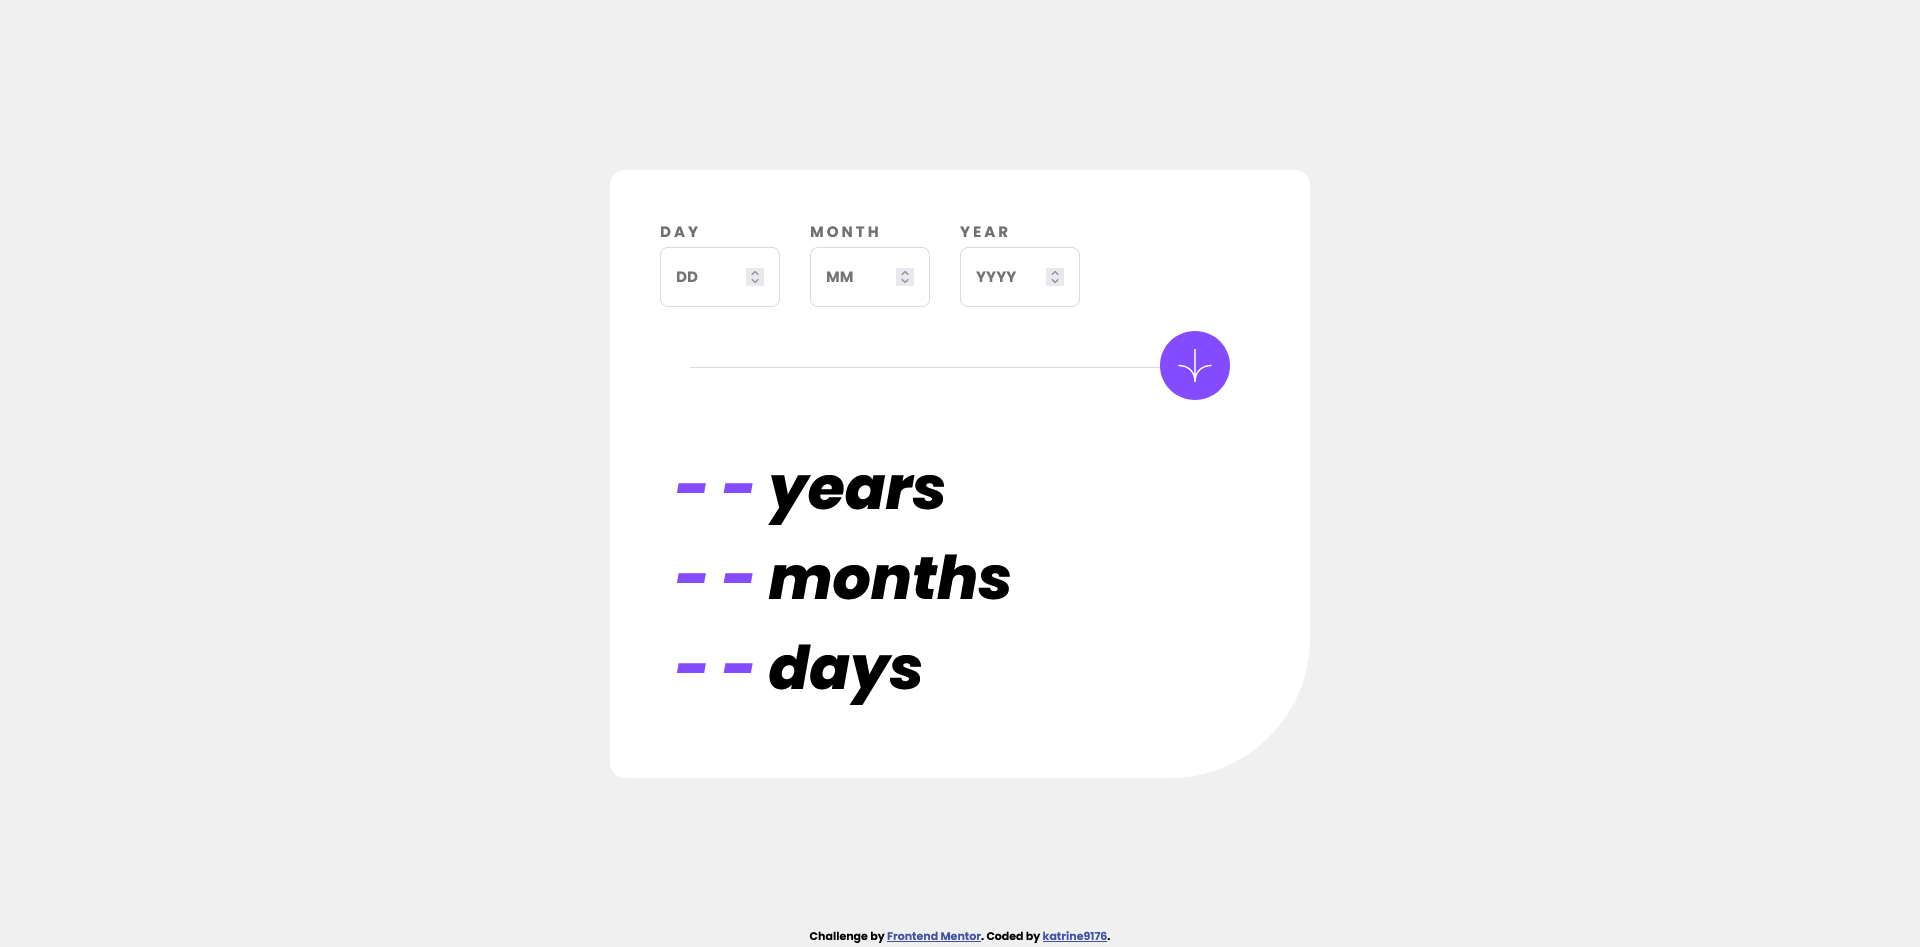 DAY MONTH YEAR
DD MM YYYY
- - years
- - months
- - days
Challenge by Frontend Mentor. Coded by katrine9176.